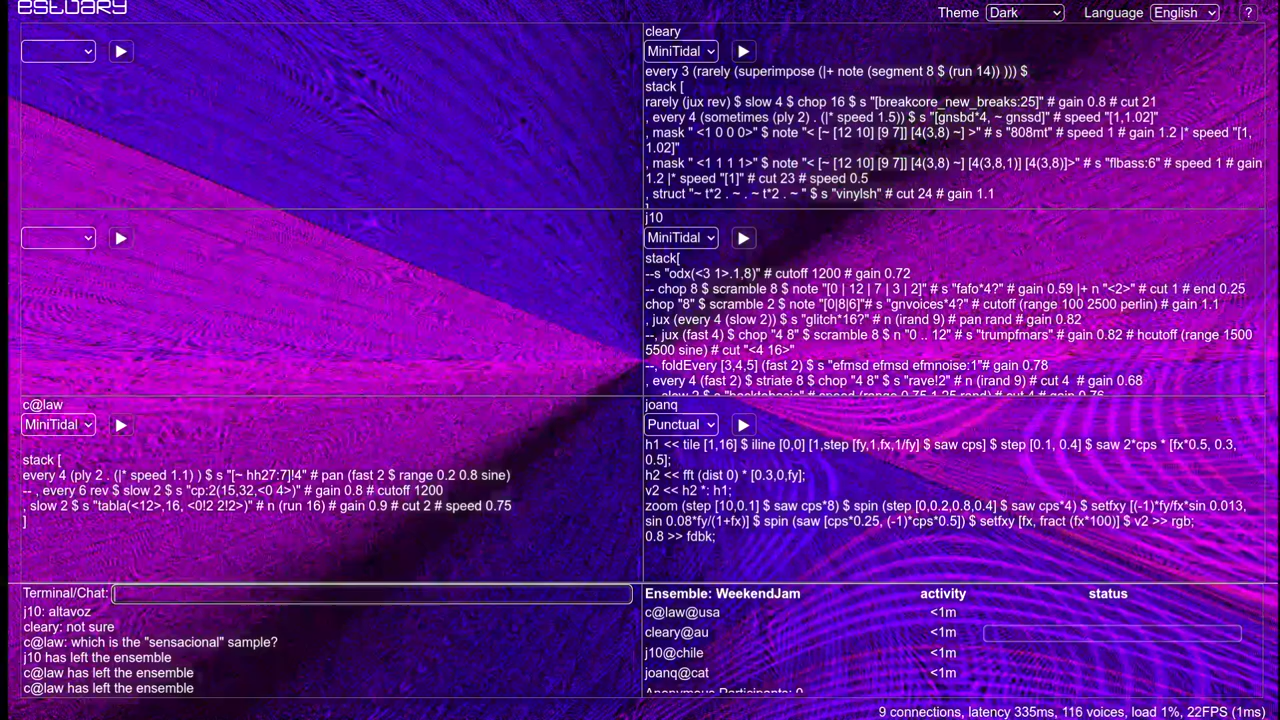 estuary
Theme Dark Language English ?
cleary
MiniTidal
every 3 (rarely (superimpose (|+ note (segment 8 $ (run 14)) ))) $
stack [
rarely (jux rev) $ slow 4 $ chop 16 $ s "[breakcore_new_breaks:25]" # gain 0.8 # cut 21
, every 4 (sometimes (ply 2) . (|* speed 1.5)) $ s "[gnsbd*4, ~ gnssd]" # speed "[1,1.02]"
, mask " <1 0 0 0>" $ note "< [~ [12 10] [9 7]] [4(3,8) ~] >" # s "808mt" # speed 1 # gain 1.2 |* speed "[1,
1.02]"
, mask " <1 1 1 1>" $ note "< [~ [12 10] [9 7]] [4(3,8) ~] [4(3,8,1)] [4(3,8)]>" # s "flbass:6" # speed 1 # gain
1.2 |* speed "[1]" # cut 23 # speed 0.5
, struct "~ t*2 . ~ . ~ t*2 . ~ " $ s "vinylsh" # cut 24 # gain 1.1
j10
MiniTidal
stack[
--s "odx(<3 1>.1,8)" # cutoff 1200 # gain 0.72
-- chop 8 $ scramble 8 $ note "[0 | 12 | 7 | 3 | 2]" # s "fafo*4?" # gain 0.59 |+ n "<2>" # cut 1 # end 0.25
chop "8" $ scramble 2 $ note "[0|8|6]"# s "gnvoices*4?" # cutoff (range 100 2500 perlin) # gain 1.1
, jux (every 4 (slow 2)) $ s "glitch*16?" # n (irand 9) # pan rand # gain 0.82
--, jux (fast 4) $ chop "4 8" $ scramble 8 $ n "0 .. 12" # s "trumpfmars" # gain 0.82 # hcutoff (range 1500
5500 sine) # cut "<4 16>"
--, foldEvery [3,4,5] (fast 2) $ s "efmsd efmsd efmnoise:1"# gain 0.78
, every 4 (fast 2) $ striate 8 $ chop "4 8" $ s "rave!2" # n (irand 9) # cut 4 # gain 0.68
c@law
MiniTidal
stack [
every 4 (ply 2 . (|* speed 1.1) ) $ s "[~ hh27:7]!4" # pan (fast 2 $ range 0.2 0.8 sine)
-- , every 6 rev $ slow 2 $ s "cp:2(15,32,<0 4>)" # gain 0.8 # cutoff 1200
, slow 2 $ s "tabla(<12>,16, <0!2 2!2>)" # n (run 16) # gain 0.9 # cut 2 # speed 0.75
]
joanq
Punctual
h1 << tile [1,16] $ iline [0,0] [1,step [fy,1,fx,1/fy] $ saw cps] $ step [0.1, 0.4] $ saw 2*cps * [fx*0.5, 0.3,
0.5];
h2 << fft (dist 0) * [0.3,0,fy];
v2 << h2 *: h1;
zoom (step [10,0.1] $ saw cps*8) $ spin (step [0,0.2,0.8,0.4] $ saw cps*4) $ setfxy [(-1)*fy/fx*sin 0.013,
sin 0.08*fy/(1+fx)] $ spin (saw [cps*0.25, (-1)*cps*0.5]) $ setfxy [fx, fract (fx*100)] $ v2 >> rgb;
0.8 >> fdbk;
Terminal/Chat:
j10: altavoz
cleary: not sure
c@law: which is the "sensacional" sample?
j10 has left the ensemble
c@law has left the ensemble
c@law has left the ensemble
Ensemble: WeekendJam activity status
c@law@usa <1m
cleary@au <1m
j10@chile <1m
joanq@cat <1m
Anonymous Participants: 0
9 connections, latency 335ms, 116 voices, load 1%, 22FPS (1ms)